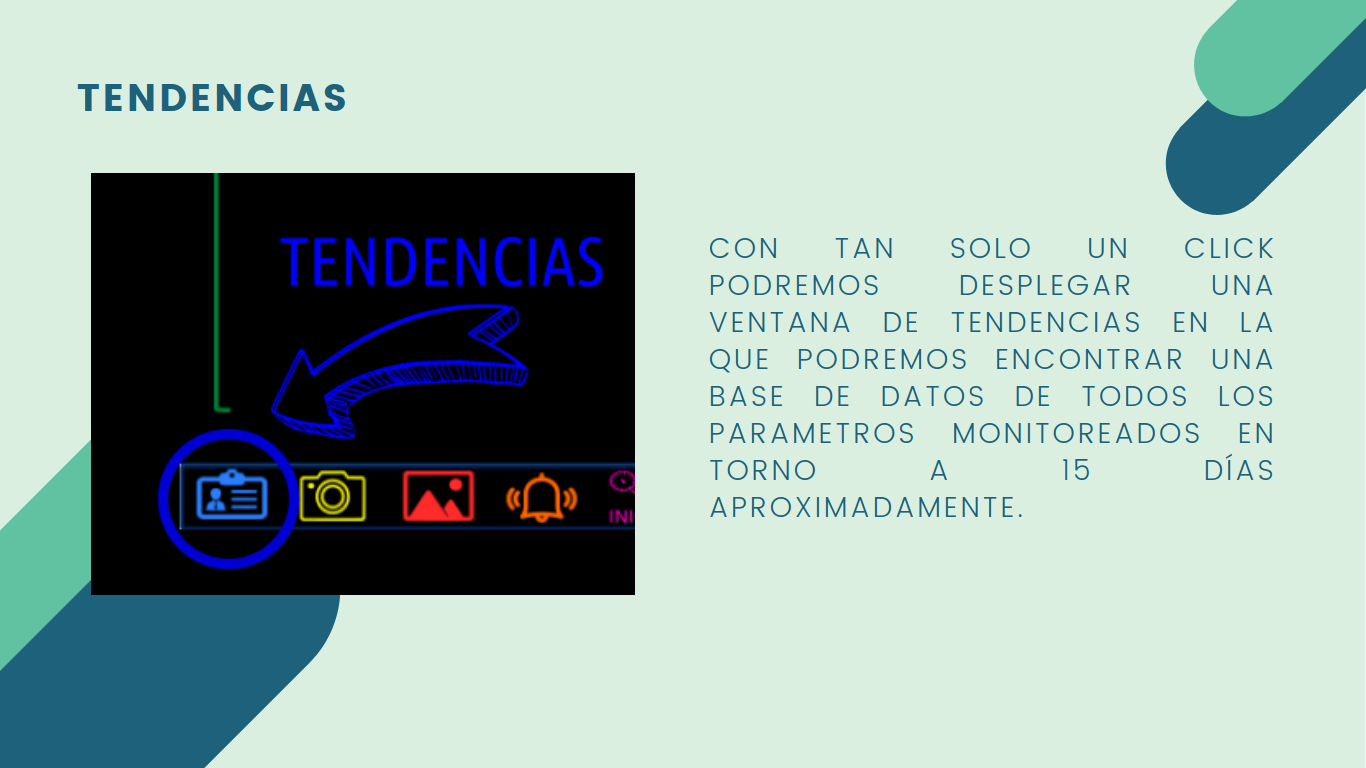 TENDENCIAS
TENDENCIAS
INI
CON TAN SOLO UN CLICK
PODREMOS DESPLEGAR UNA
VENTANA DE TENDENCIAS EN LA
QUE PODREMOS ENCONTRAR UNA
BASE DE DATOS DE TODOS LOS
PARAMETROS MONITOREADOS EN
TORNO A 15 DÍAS
APROXIMADAMENTE.